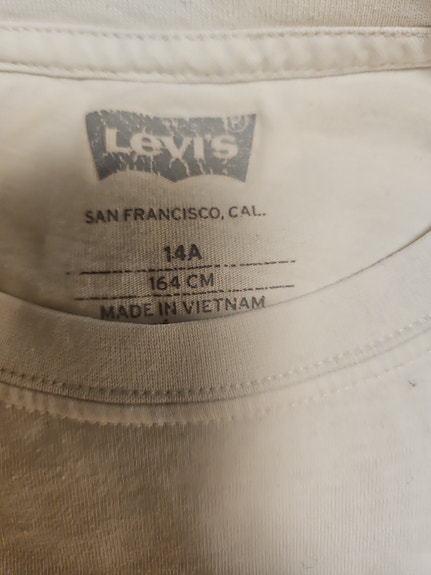 Levi's®
SAN FRANCISCO, CAL.
14A
164 CM
MADE IN VIETNAM